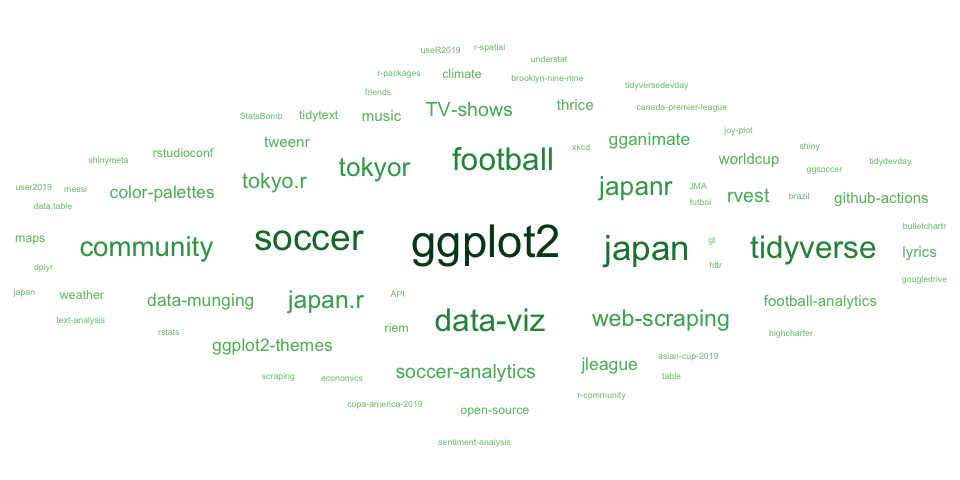 useR2019 r-spatial
understat
r-packages climate brooklyn-nine-nine
friends tidyversedevday
TV-shows thrice canada-premier-league
StatsBomb tidytext music
joy-plot
tweenr gganimate
xkcd shiny
rstudioconf football worldcup
shinymeta tokyor tidydevday
ggsoccer
tokyo.r japanr JMA
user2019 messi color-palettes rvest brazil github-actions
data.table futbol
bulletchartr
maps soccer ggplot2 gt
community japan tidyverse lyrics
dplyr httr
googledrive
japan weather API
data-munging japan.r football-analytics
text-analysis data-viz web-scraping
rstats riem highcharter
ggplot2-themes
asian-cup-2019
soccer-analytics jleague
scraping economics table
r-community
copa-america-2019 open-source
sentiment-analysis